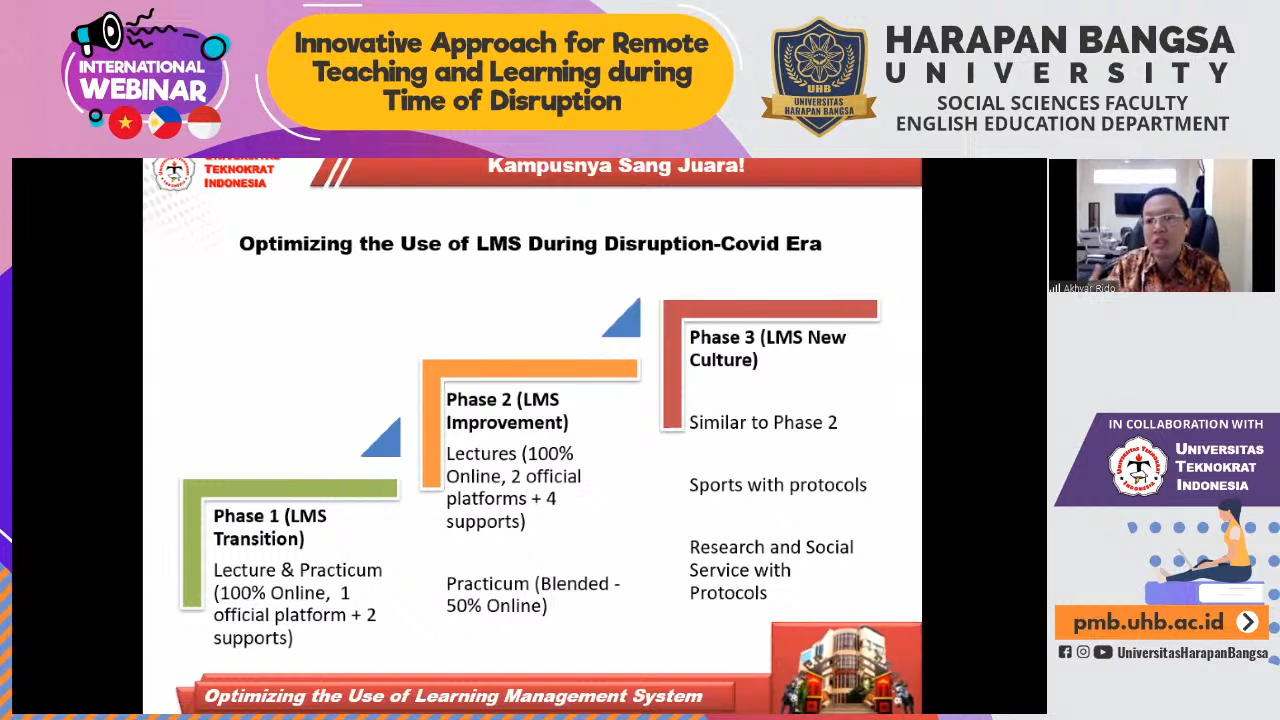 INTERNATIONAL
WEBINAR
Innovative Approach for Remote
Teaching and Learning during
Time of Disruption
UHB
UNIVERSITAS
HARAPAN BANGSA
HARAPAN BANGSA
UNIVERSITY
SOCIAL SCIENCES FACULTY
ENGLISH EDUCATION DEPARTMENT
UNIVERSITAS
TEKNOKRAT
INDONESIA
Kampusnya Sang Juara!
Optimizing the Use of LMS During Disruption-Covid Era
Phase 1 (LMS
Transition)
Lecture & Practicum
(100% Online, 1
official platform + 2
supports)
Phase 2 (LMS
Improvement)
Lectures (100%
Online, 2 official
platforms + 4
supports)
Practicum (Blended -
50% Online)
Phase 3 (LMS New
Culture)
Similar to Phase 2
Sports with protocols
Research and Social
Service with
Protocols
Optimizing the Use of Learning Management System
Akhyar Rido
IN COLLABORATION WITH
UNIVERSITAS
TEKNOKRAT
INDONESIA
pmb.uhb.ac.id
UniversitasHarapanBangsa